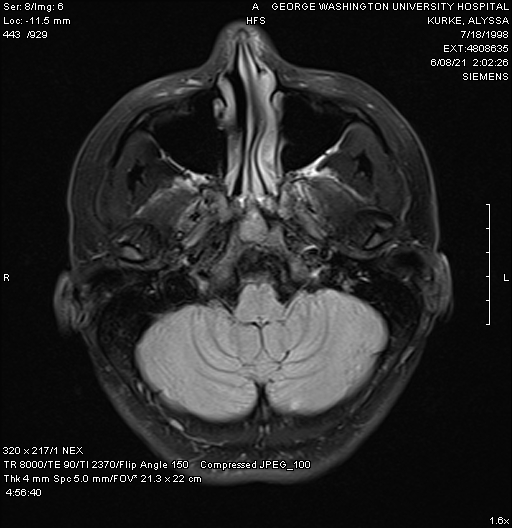 Ser: 8/Img: 6
Loc: -11.5 mm
443 /929
A
HFS
GEORGE WASHINGTON UNIVERSITY HOSPITAL
KURKE, ALYSSA
7/18/1998
EXT:4808635
6/08/21 2:02:26
SIEMENS
R
L
320 x 217/1 NEX
TR 8000/TE 90/TI 2370/Flip Angle 150 Compressed JPEG_100
Thk 4 mm Spc 5.0 mm/FOV* 21.3 x 22 cm
4:56:40
1.6x